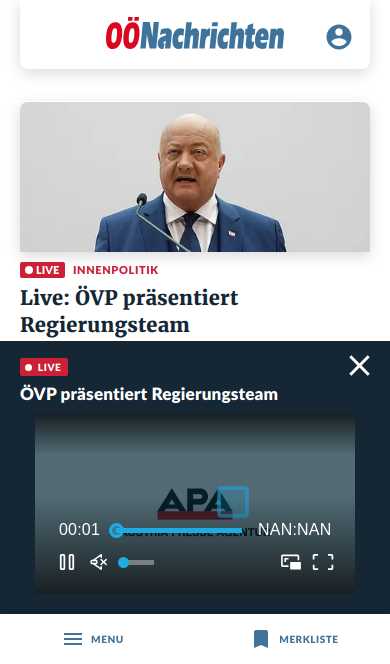 OÖNachrichten
LIVE INNENPOLITIK
Live: ÖVP präsentiert
Regierungsteam
LIVE
ÖVP präsentiert Regierungsteam
APA
AUSTRIA PRESSE AGENTUR
00:01 NAN:NAN
MENU MERKLISTE